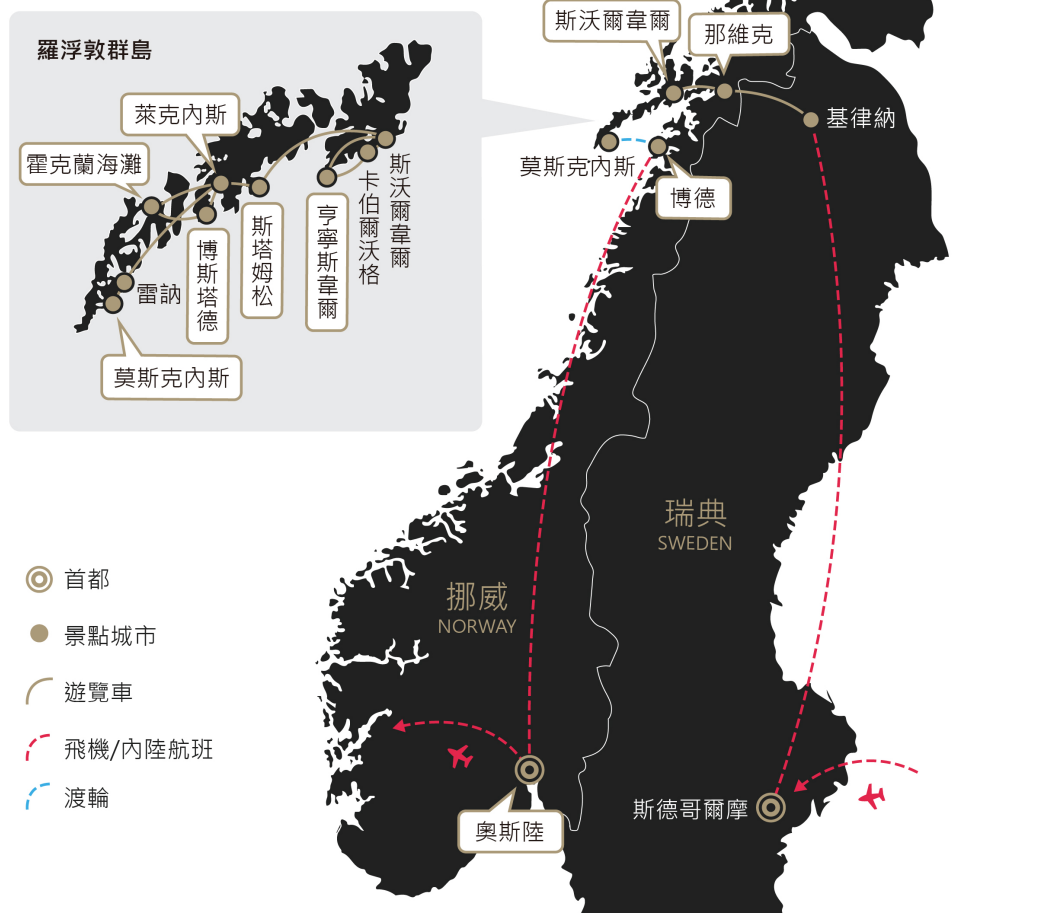 羅浮敦群島
萊克內斯
霍克蘭海灘
斯沃爾韋爾
卡伯爾沃格
亨寧斯韋爾
斯塔姆松
博斯塔德
雷訥
莫斯克內斯
斯沃爾韋爾
那維克
基律納
莫斯克內斯
博德
瑞典
SWEDEN
挪威
NORWAY
首都
景點城市
遊覽車
飛機/內陸航班
渡輪
斯德哥爾摩
奧斯陸